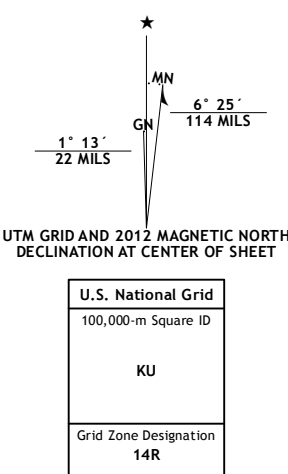 ★
MN
GN
6° 25´
114 MILS
1° 13´
22 MILS
UTM GRID AND 2012 MAGNETIC NORTH
DECLINATION AT CENTER OF SHEET
U.S. National Grid
100,000-m Square ID
KU
Grid Zone Designation
14R